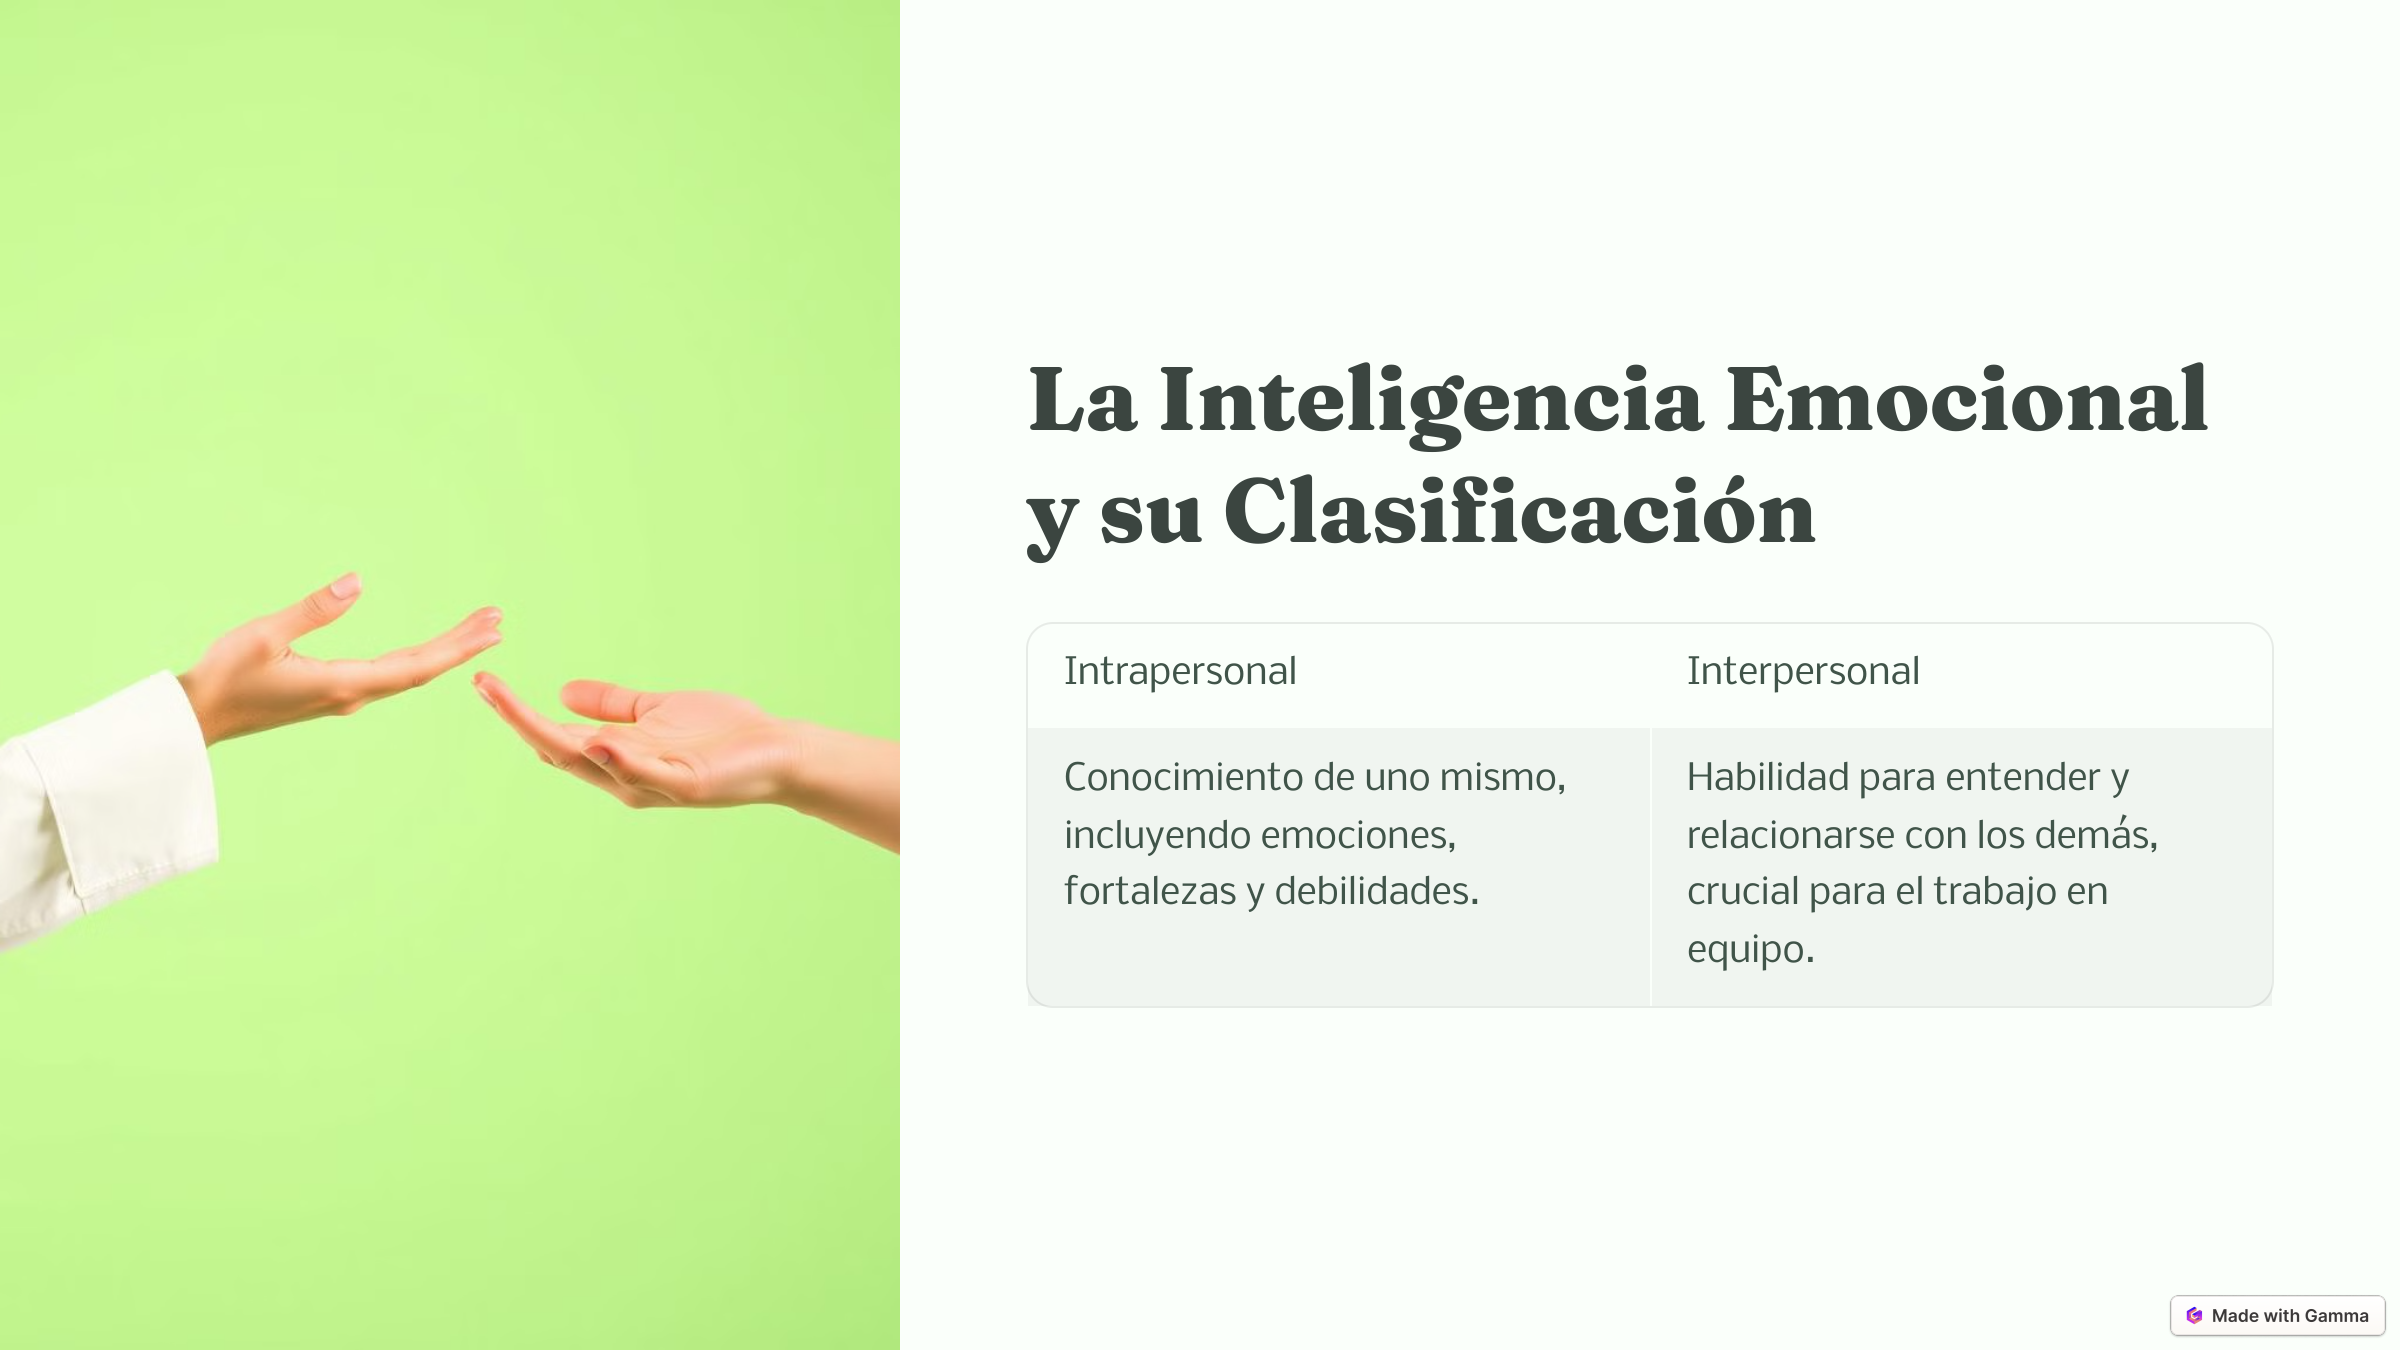 La Inteligencia Emocional
y su Clasificación
Intrapersonal
Interpersonal
Conocimiento de uno mismo,
incluyendo emociones,
fortalezas y debilidades.
Habilidad para entender y
relacionarse con los demás,
crucial para el trabajo en
equipo.
Made with Gamma